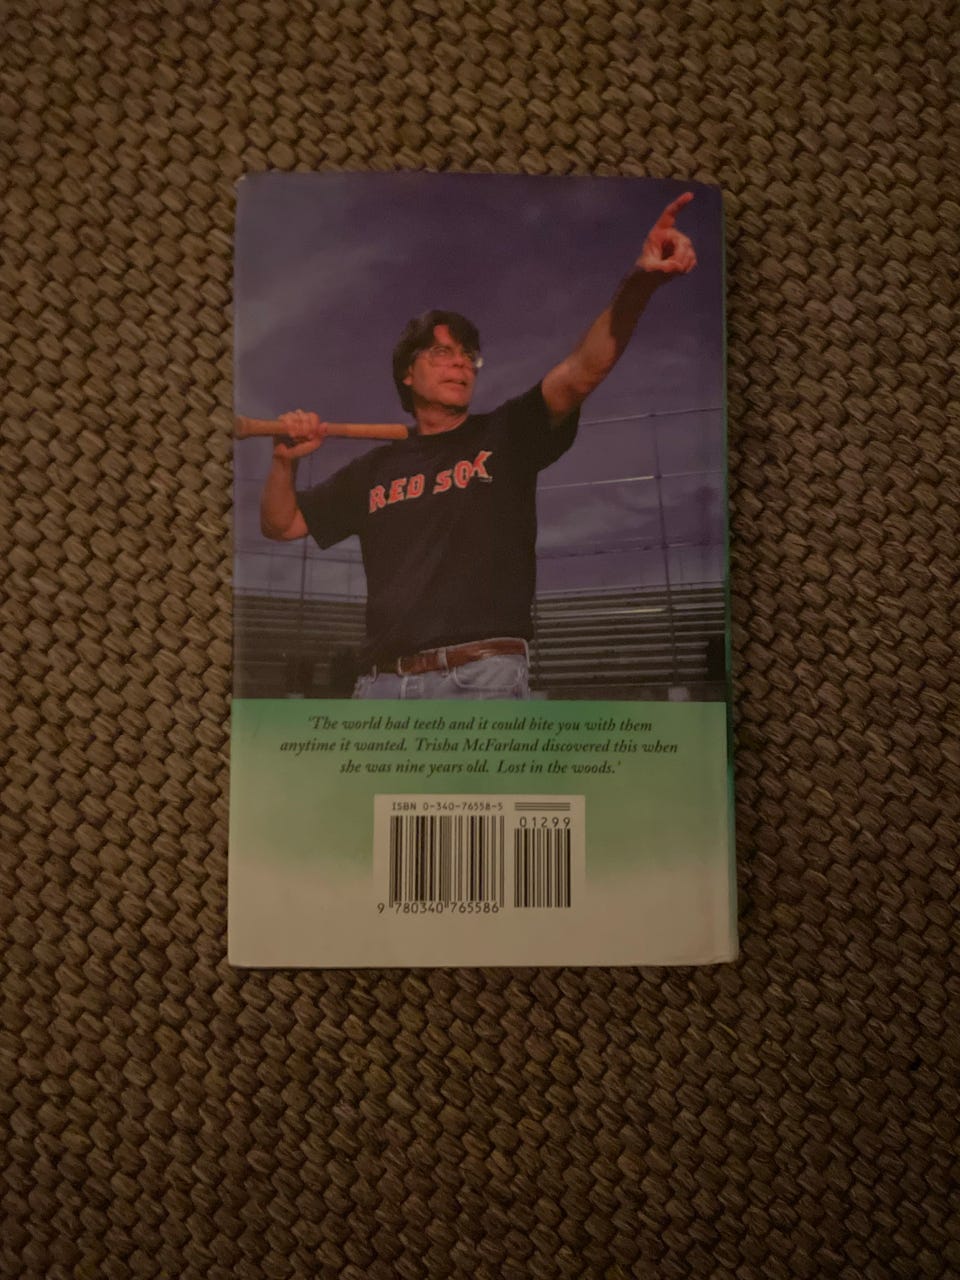 RED SOX
'The world had teeth and it could bite you with them
anytime it wanted. Trisha McFarland discovered this when
she was nine years old. Lost in the woods.'
ISBN 0-340-76558-5
01299
9 780340 765586